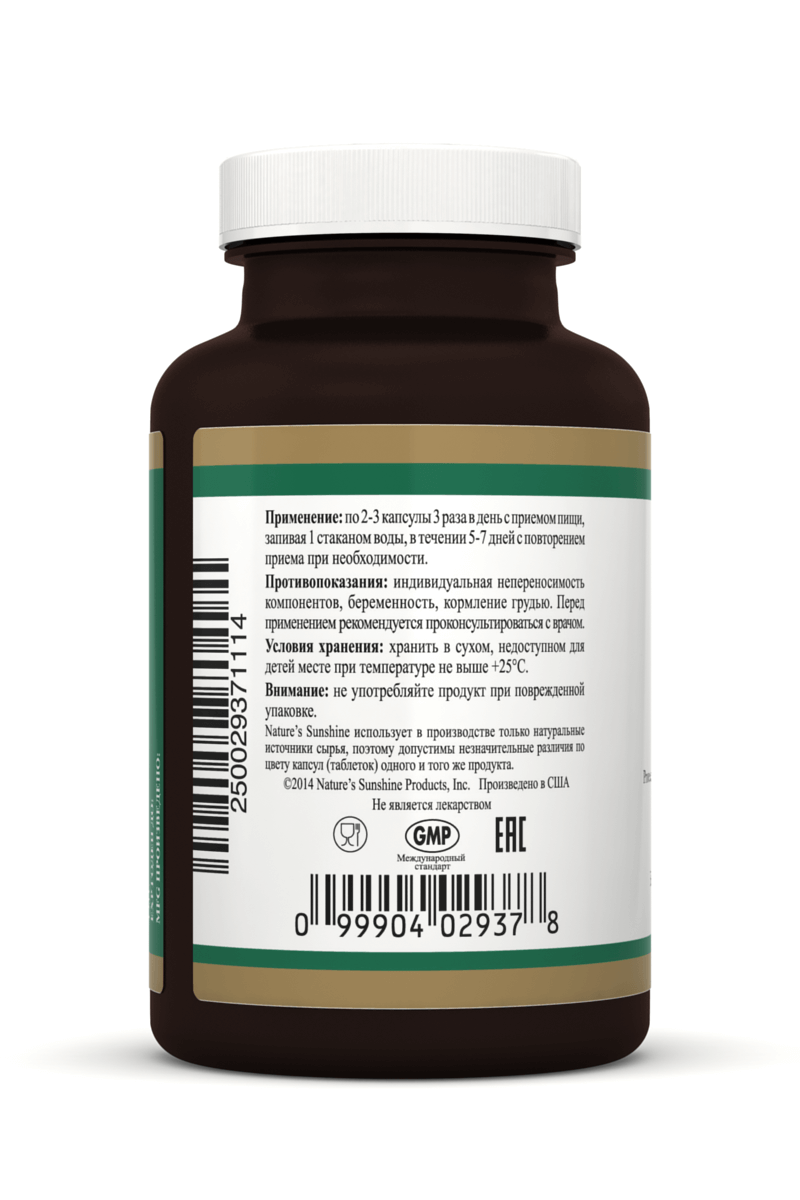 Применение: по 2-3 капсулы 3 раза в день с приемом пищи,
запивая 1 стаканом воды, в течении 5-7 дней с повторением
приема при необходимости.
Противопоказания: индивидуальная непереносимость
компонентов, беременность, кормление грудью. Перед
применением рекомендуется проконсультироваться с врачом.
Условия хранения: хранить в сухом, недоступном для
детей месте при температуре не выше +25°C.
Внимание: не употребляйте продукт при поврежденной
упаковке.
Nature's Sunshine использует в производстве только натуральные
источники сырья, поэтому допустимы незначительные различия по
цвету капсул (таблеток) одного и того же продукта.
©2014 Nature's Sunshine Products, Inc. Произведено в США
Не является лекарством
GMP
EAC
Международный
стандарт
0 99904 02937 8
25002937​1114
MFG ПРОИЗВЕДЕНО: